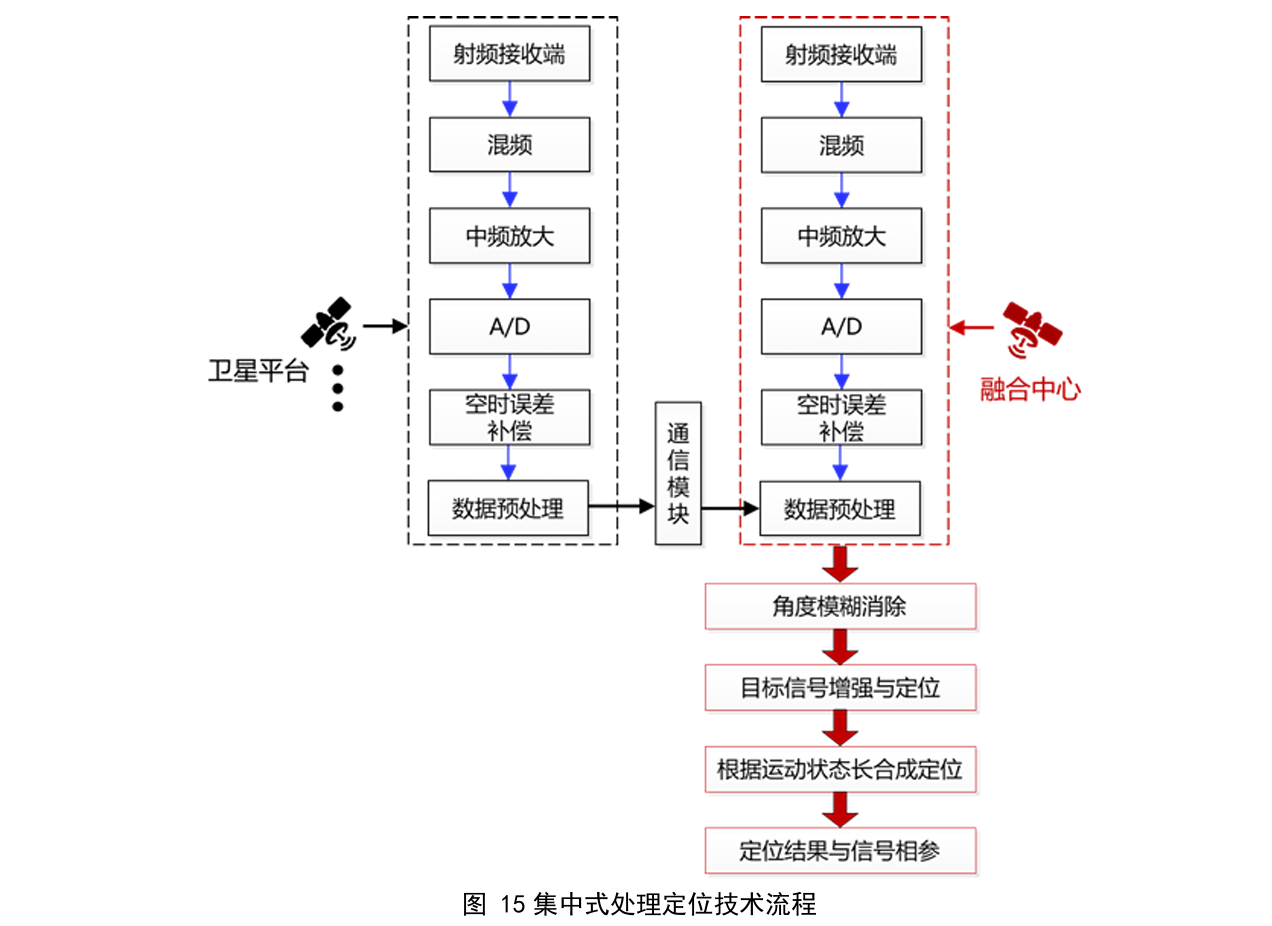 射频接收端
混频
中频放大
A/D
空时误差
补偿
数据预处理
卫星平台
通
信
模
块
射频接收端
混频
中频放大
A/D
空时误差
补偿
数据预处理
融合中心
角度模糊消除
目标信号增强与定位
根据运动状态长合成定位
定位结果与信号相参
图 15 集中式处理定位技术流程